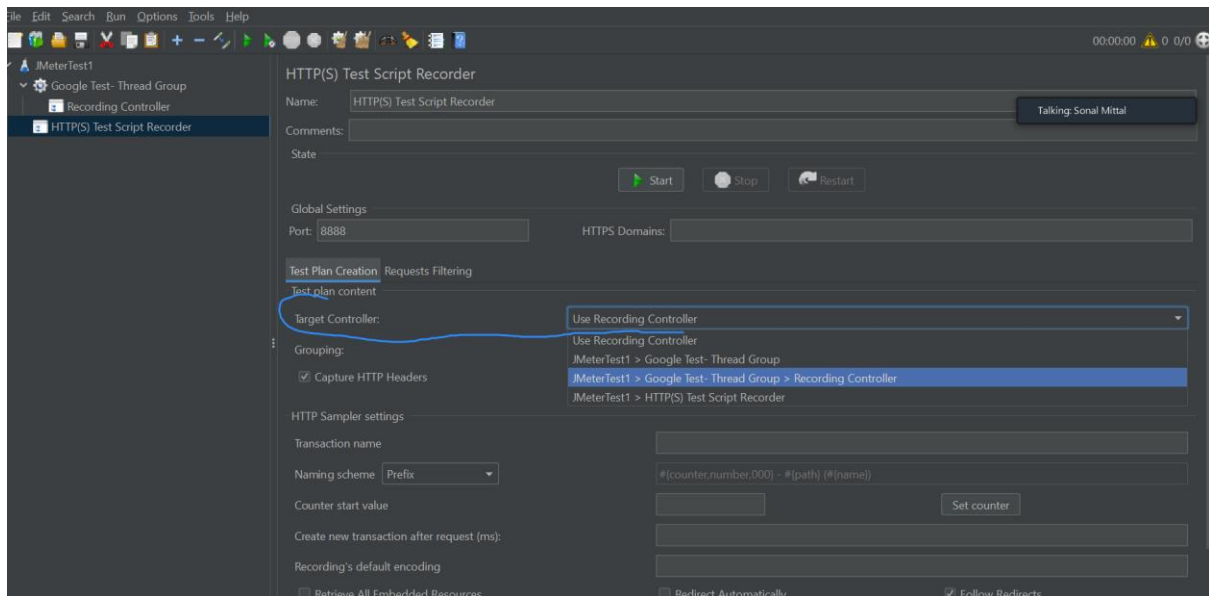 File Edit Search Run Options Tools Help
00:00:00 0 0/0
JMeterTest1
Google Test- Thread Group
Recording Controller
HTTP(S) Test Script Recorder
HTTP(S) Test Script Recorder
Name: HTTP(S) Test Script Recorder
Talking: Sonal Mittal
Comments:
State
Start Stop Restart
Global Settings
Port: 8888 HTTPS Domains:
Test Plan Creation Requests Filtering
Test plan content
Target Controller: Use Recording Controller
Use Recording Controller
Grouping: JMeterTest1 > Google Test- Thread Group
Capture HTTP Headers JMeterTest1 > Google Test- Thread Group > Recording Controller
JMeterTest1 > HTTP(S) Test Script Recorder
HTTP Sampler settings
Transaction name
Naming scheme Prefix #{counter,number,000} - #{path} (#{name})
Counter start value Set counter
Create new transaction after request (ms):
Recording's default encoding
Retrieve All Embedded Resources Redirect Automatically Follow Redirects